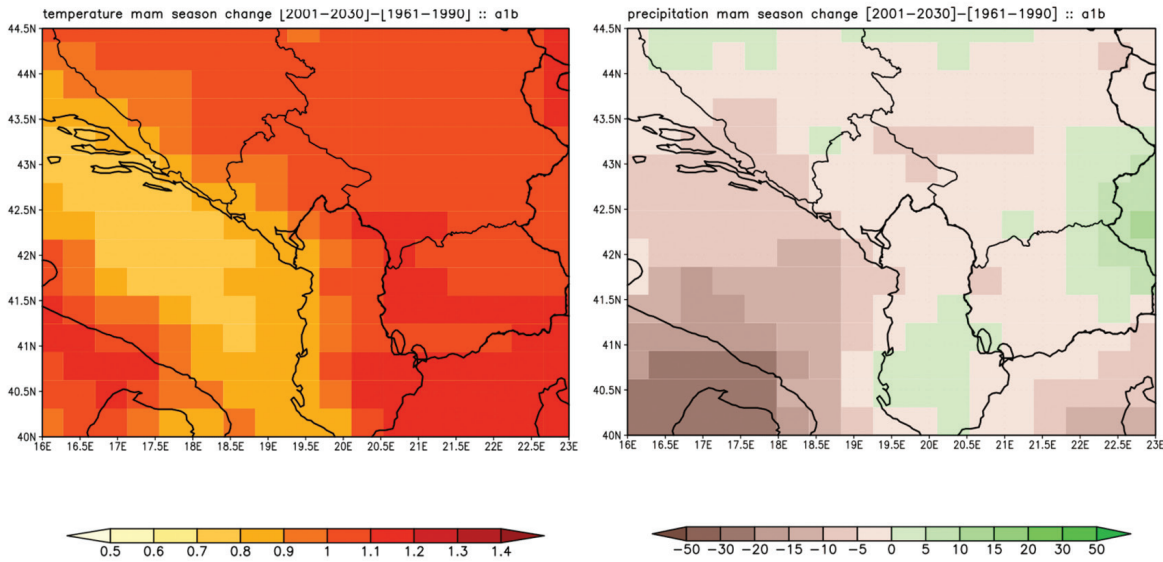 temperature mam season change [2001-2030]-[1961-1990] :: a1b
44.5N
44N
43.5N
43N
42.5N
42N
41.5N
41N
40.5N
40N
16E 16.5E 17E 17.5E 18E 18.5E 19E 19.5E 20E 20.5E 21E 21.5E 22E 22.5E 23E
0.5 0.6 0.7 0.8 0.9 1 1.1 1.2 1.3 1.4
precipitation mam season change [2001-2030]-[1961-1990] :: a1b
44.5N
44N
43.5N
43N
42.5N
42N
41.5N
41N
40.5N
40N
16E 16.5E 17E 17.5E 18E 18.5E 19E 19.5E 20E 20.5E 21E 21.5E 22E 22.5E 23E
-50 -30 -20 -15 -10 -5 0 5 10 15 20 30 50